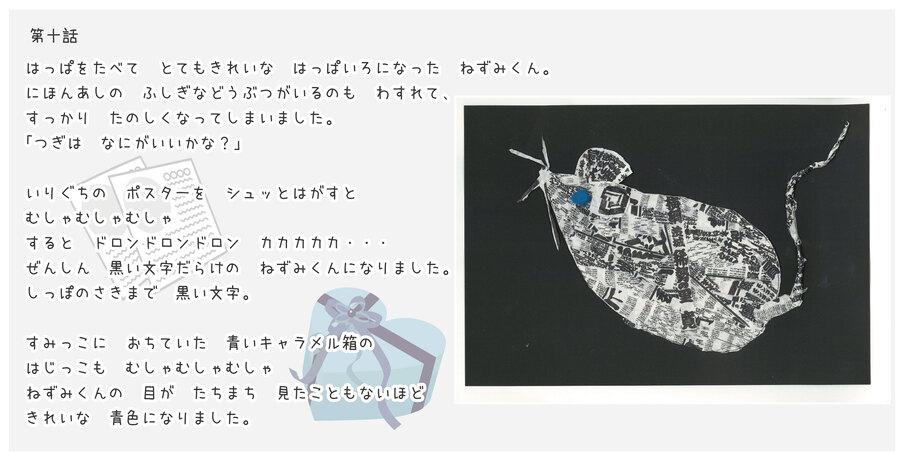 第十話
はっぱをたべて　とてもきれいな　はっぱいろになった　ねずみくん。
にほんあしの　ふしぎなどうぶつがいるのも　わすれて、
すっかり　たのしくなってしまいました。
「つぎは　なにがいいかな？」
いりぐちの　ポスターを　シュッとはがすと
むしゃむしゃむしゃ
すると　ドロンドロンドロン　カカカカカ・・・
ぜんしん　黒い文字だらけの　ねずみくんになりました。
しっぽのさきまで　黒い文字。
すみっこに　おちていた　青いキャラメル箱の
はじっこも　むしゃむしゃむしゃ
ねずみくんの　目が　たちまち　見たこともないほど
きれいな　青色になりました。